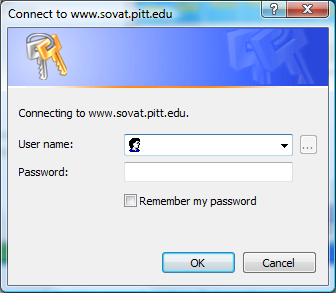 Connect to www.sovat.pitt.edu
Connecting to www.sovat.pitt.edu.
User name:
...
Password:
Remember my password
OK Cancel